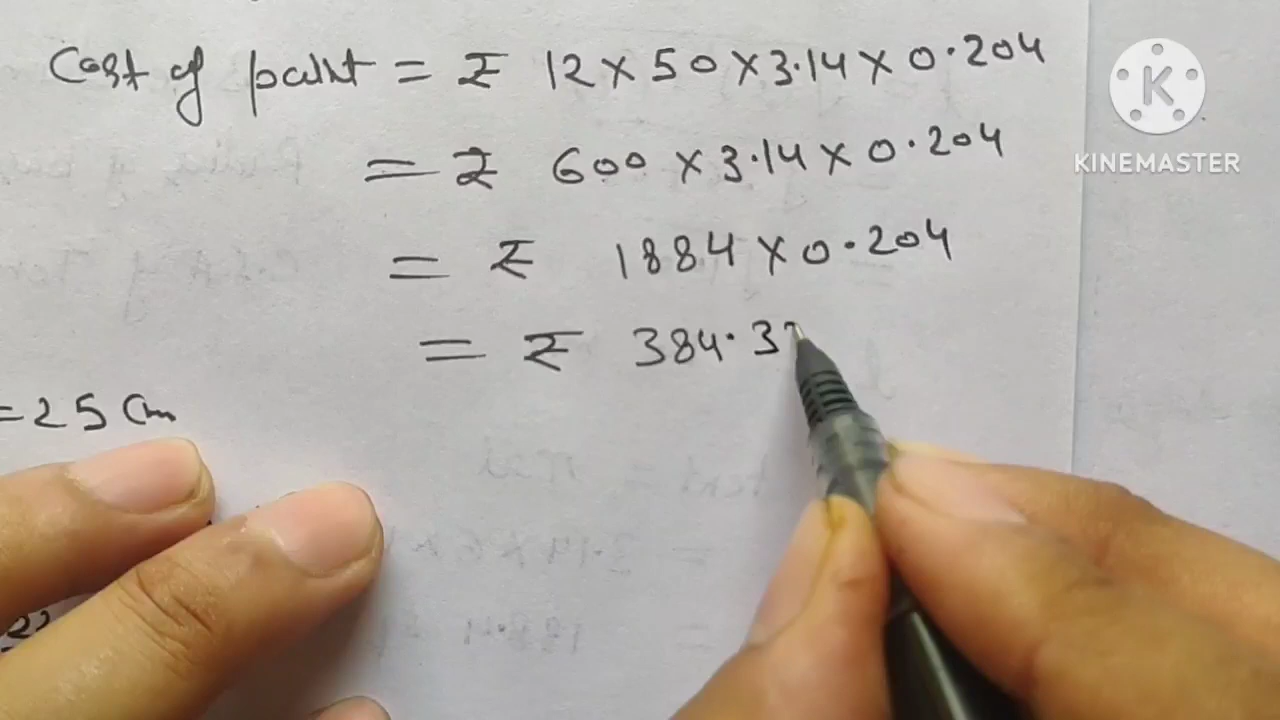 Cost of paint = ₹ 12 × 50 × 3.14 × 0.204
= ₹ 600 × 3.14 × 0.204
= ₹ 1884 × 0.204
= ₹ 384.33
= 25 cm
K
KINEMASTER